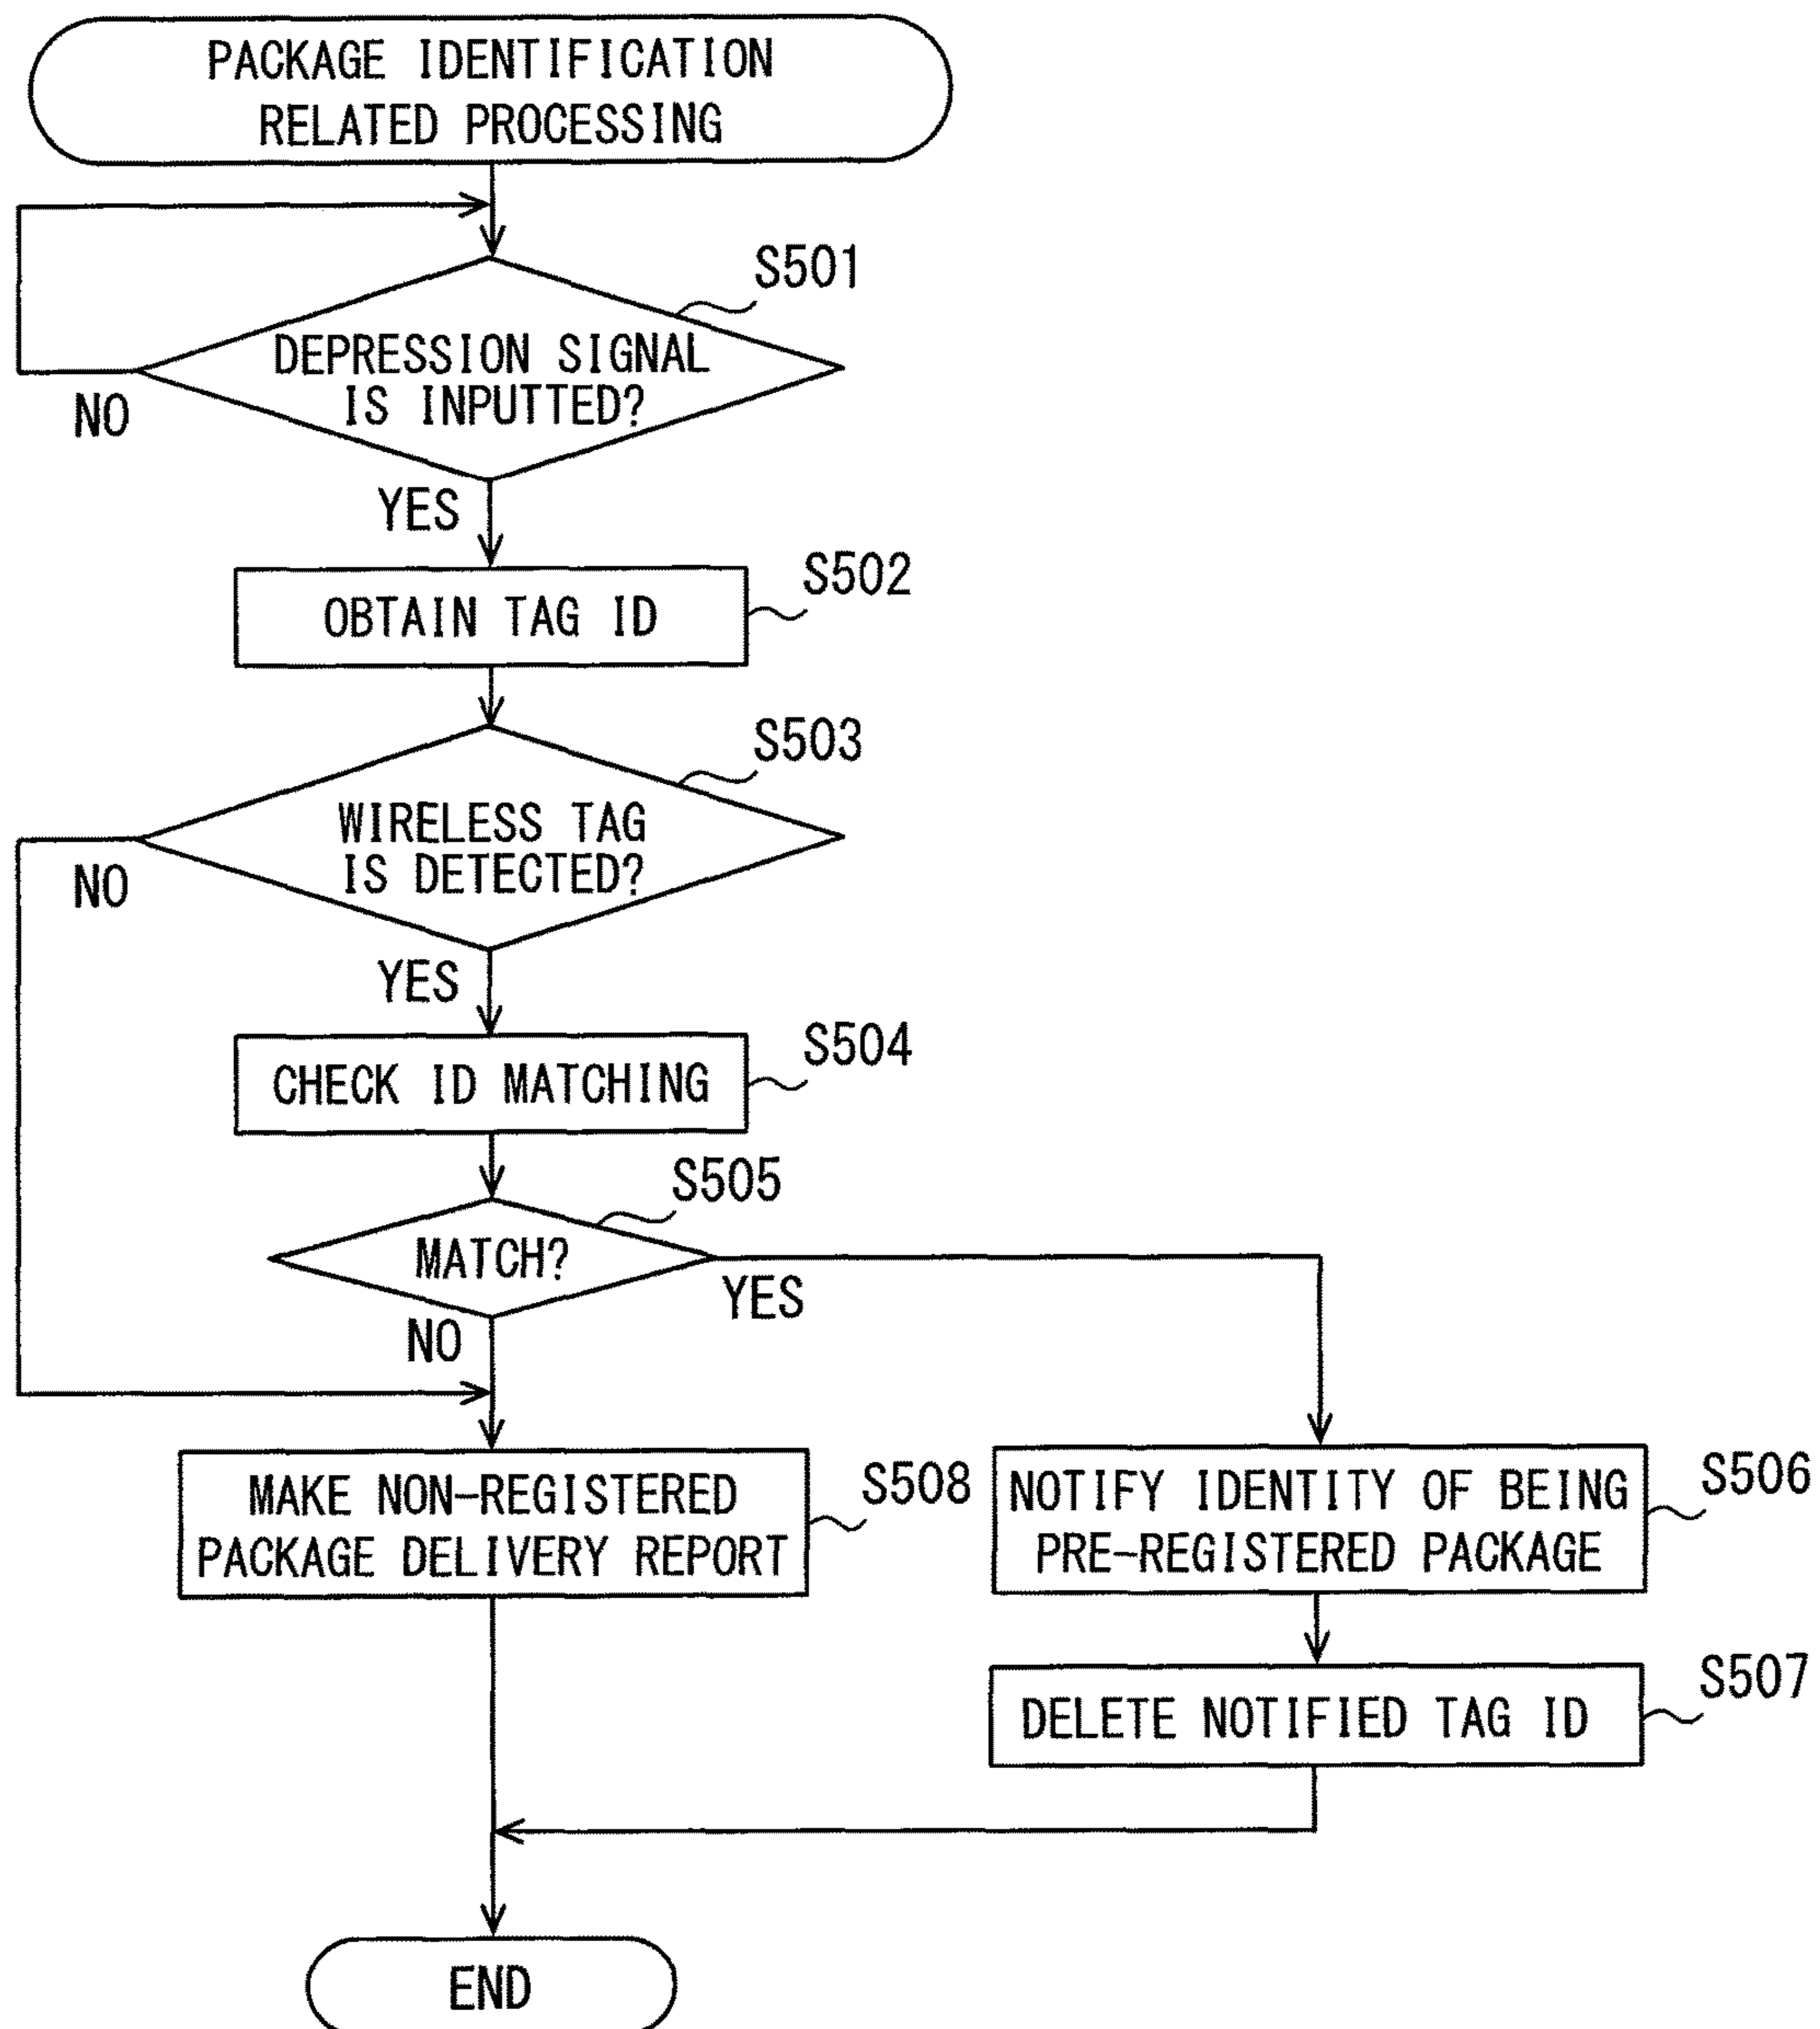 PACKAGE IDENTIFICATION
RELATED PROCESSING
S501
DEPRESSION SIGNAL
IS INPUTTED?
NO
YES
S502
OBTAIN TAG ID
S503
WIRELESS TAG
IS DETECTED?
NO
YES
S504
CHECK ID MATCHING
S505
MATCH?
YES
NO
S508
MAKE NON-REGISTERED
PACKAGE DELIVERY REPORT
S506
NOTIFY IDENTITY OF BEING
PRE-REGISTERED PACKAGE
S507
DELETE NOTIFIED TAG ID
END